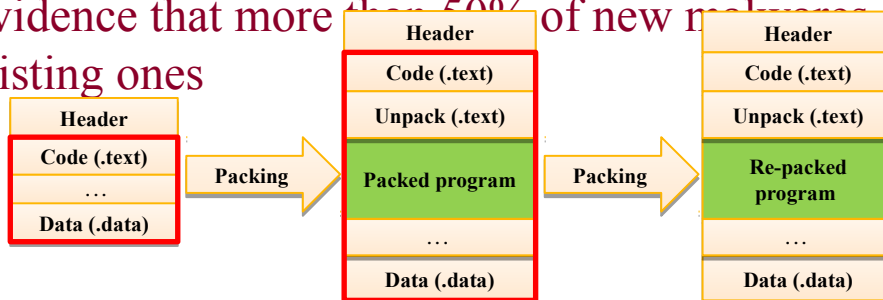 vidence that more than 50% of new malwares
isting ones
Header
Code (.text)
…
Data (.data)
Packing
Header
Code (.text)
Unpack (.text)
Packed program
…
Data (.data)
Packing
Header
Code (.text)
Unpack (.text)
Re-packed
program
…
Data (.data)